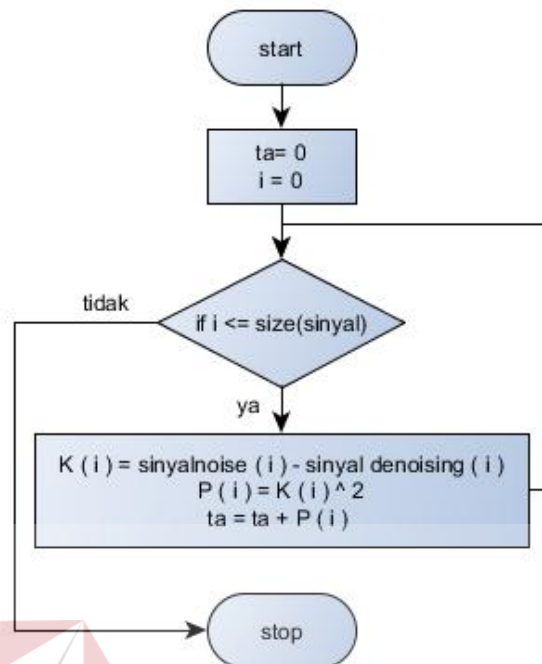 start
ta= 0
i = 0
if i <= size(sinyal)
tidak
ya
K ( i ) = sinyalnoise ( i ) - sinyal denoising ( i )
P ( i ) = K ( i ) ^ 2
ta = ta + P ( i )
stop